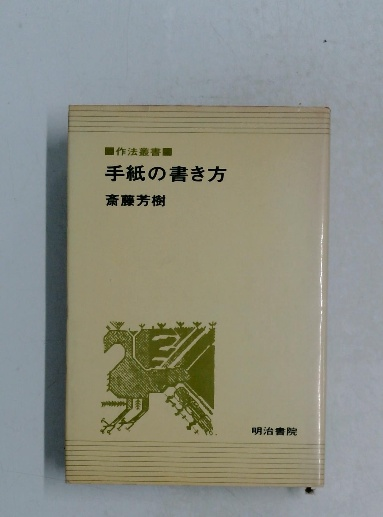 ■作法叢書■
手紙の書き方
斎藤芳樹
明治書院